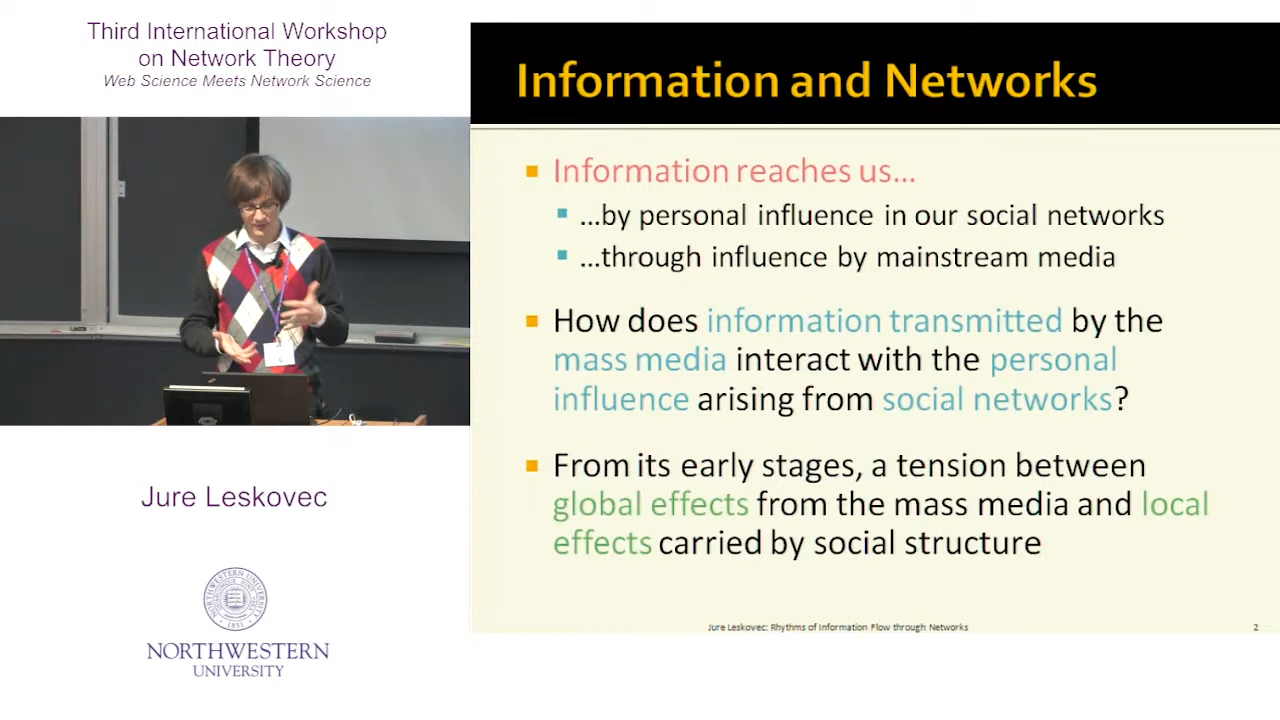 Third International Workshop
on Network Theory
Web Science Meets Network Science
Jure Leskovec
NORTHWESTERN
UNIVERSITY
Information and Networks
Information reaches us…
…by personal influence in our social networks
…through influence by mainstream media
How does information transmitted by the
mass media interact with the personal
influence arising from social networks?
From its early stages, a tension between
global effects from the mass media and local
effects carried by social structure
Jure Leskovec: Rhythms of Information Flow through Networks
2